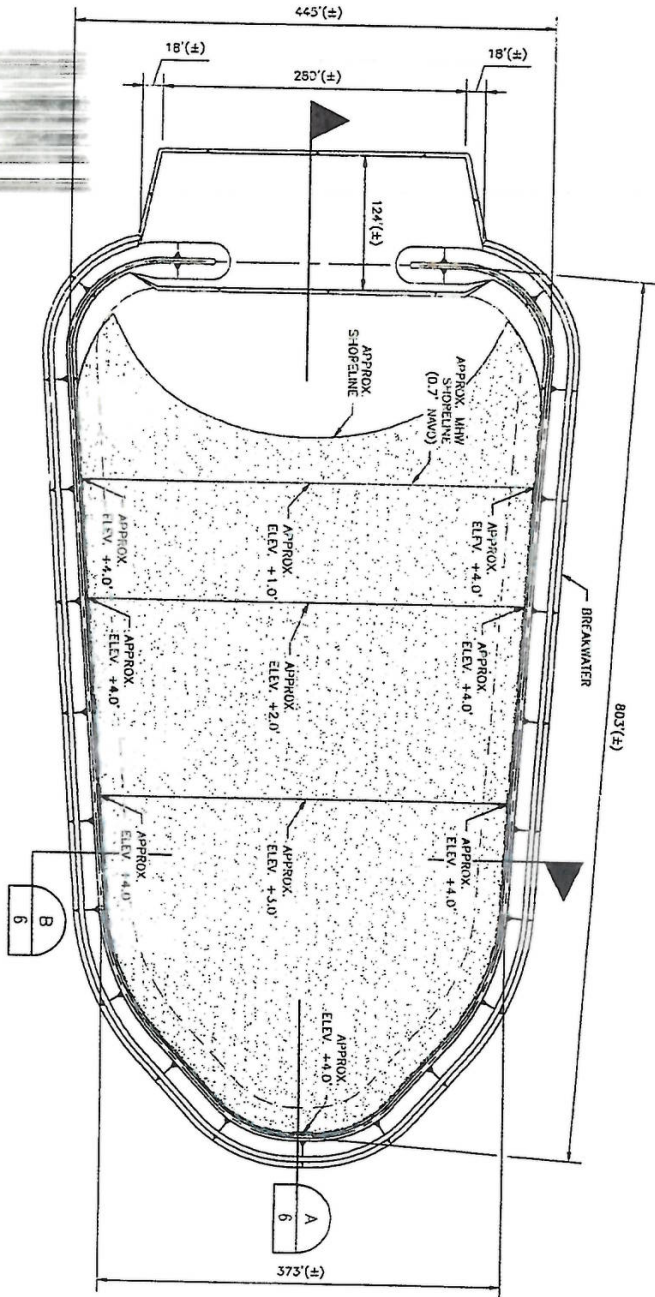 445'(±)
18'(±)
280'(±)
18'(±)
124'(±)
APPROX.
SHORELINE
APPROX. MHW
SHORELINE
(0.7' NAVD)
BREAKWATER
803'(±)
APPROX.
ELEV. +4.0'
APPROX.
ELEV. +1.0'
APPROX.
ELEV. +4.0'
APPROX.
ELEV. +4.0'
APPROX.
ELEV. +2.0'
APPROX.
ELEV. +4.0'
APPROX.
ELEV. +4.0'
APPROX.
ELEV. +3.0'
APPROX.
ELEV. +4.0'
B
6
APPROX.
ELEV. +4.0'
A
6
373'(±)